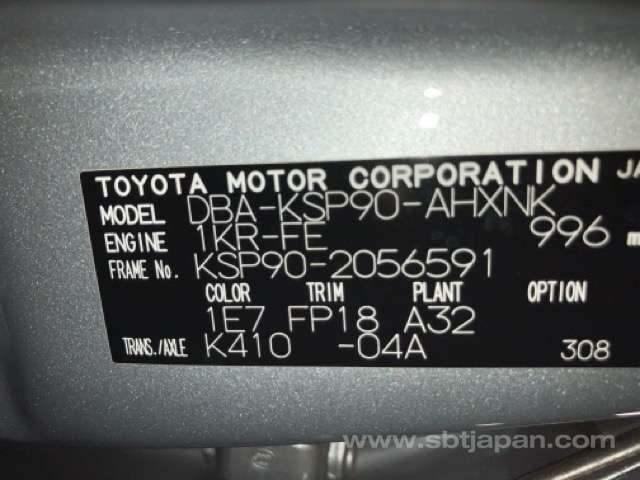 TOYOTA MOTOR CORPORATION JA
MODEL DBA-KSP90-AHXNK
ENGINE 1KR-FE 996 m
FRAME No. KSP90-2056591
COLOR TRIM PLANT OPTION
1E7 FP18 A32
TRANS./AXLE K410 -04A 308
www.sbtjapan.com